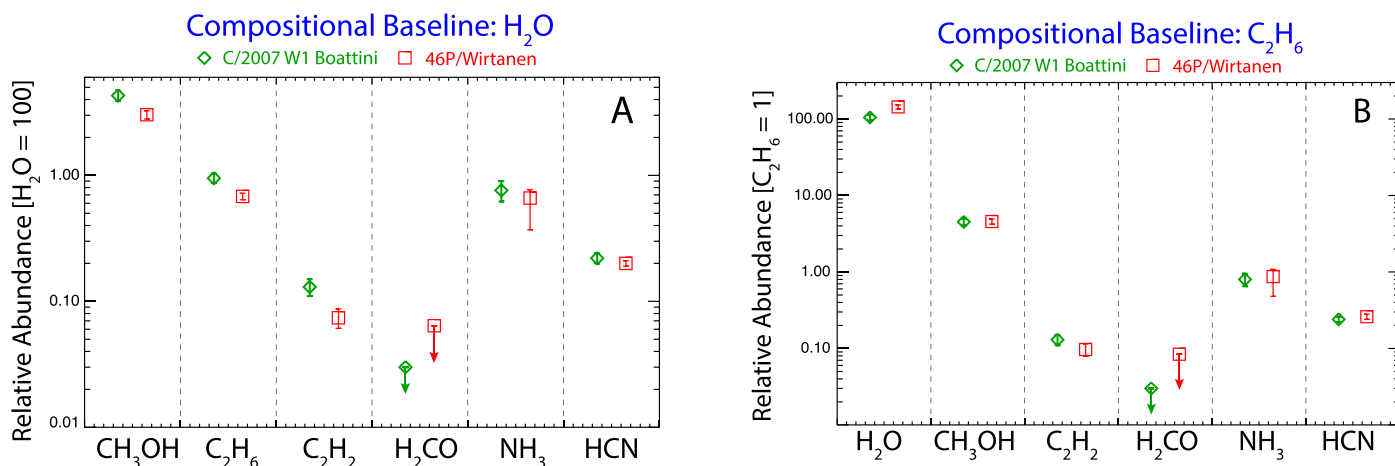 Compositional Baseline: H₂O
C/2007 W1 Boattini 46P/Wirtanen
A
Relative Abundance [H₂O = 100]
1.00
0.10
0.01
CH₃OH C₂H₆ C₂H₂ H₂CO NH₃ HCN
Compositional Baseline: C₂H₆
C/2007 W1 Boattini 46P/Wirtanen
B
Relative Abundance [C₂H₆ = 1]
100.00
10.00
1.00
0.10
H₂O CH₃OH C₂H₂ H₂CO NH₃ HCN